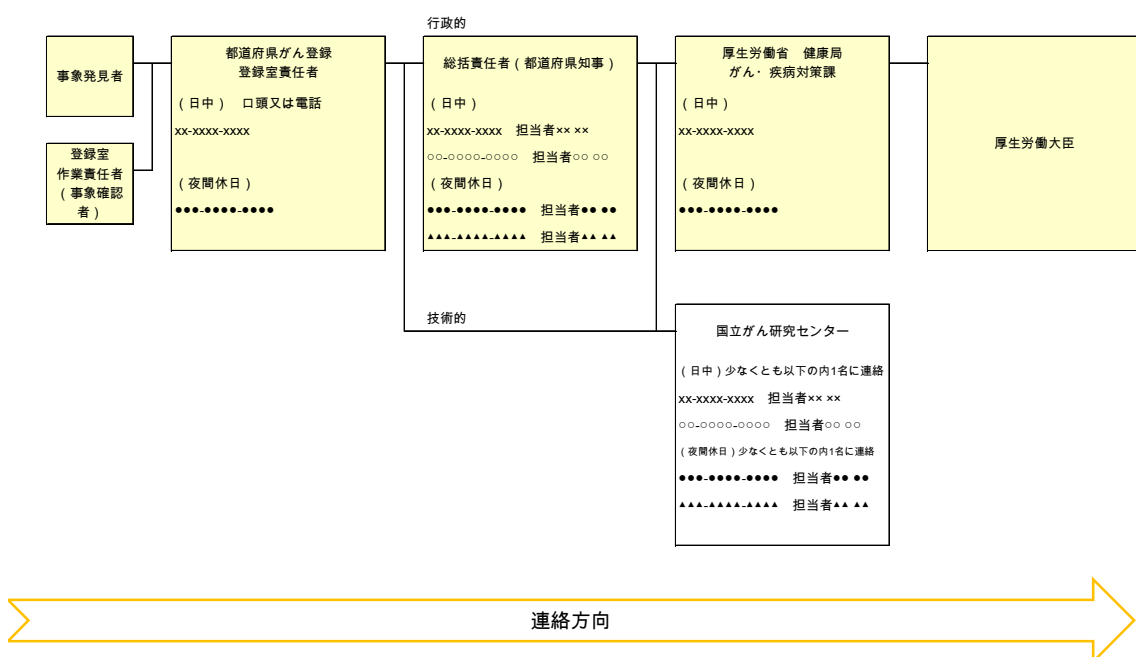 行政的
事象発見者
登録室
作業責任者
(事象確認
者)
都道府県がん登録
登録室責任者
(日中) 口頭又は電話
xx-xxxx-xxxx
(夜間休日)
●●●-●●●●-●●●●
総括責任者(都道府県知事)
(日中)
xx-xxxx-xxxx 担当者×× ××
○○-○○○○-○○○○ 担当者○○ ○○
(夜間休日)
●●●-●●●●-●●●● 担当者●● ●●
▲▲▲-▲▲▲▲-▲▲▲▲ 担当者▲▲ ▲▲
厚生労働省 健康局
がん・疾病対策課
(日中)
xx-xxxx-xxxx
(夜間休日)
●●●-●●●●-●●●●
厚生労働大臣
技術的
国立がん研究センター
(日中)少なくとも以下の内1名に連絡
xx-xxxx-xxxx 担当者×× ××
○○-○○○○-○○○○ 担当者○○ ○○
(夜間休日)少なくとも以下の内1名に連絡
●●●-●●●●-●●●● 担当者●● ●●
▲▲▲-▲▲▲▲-▲▲▲▲ 担当者▲▲ ▲▲
連絡方向